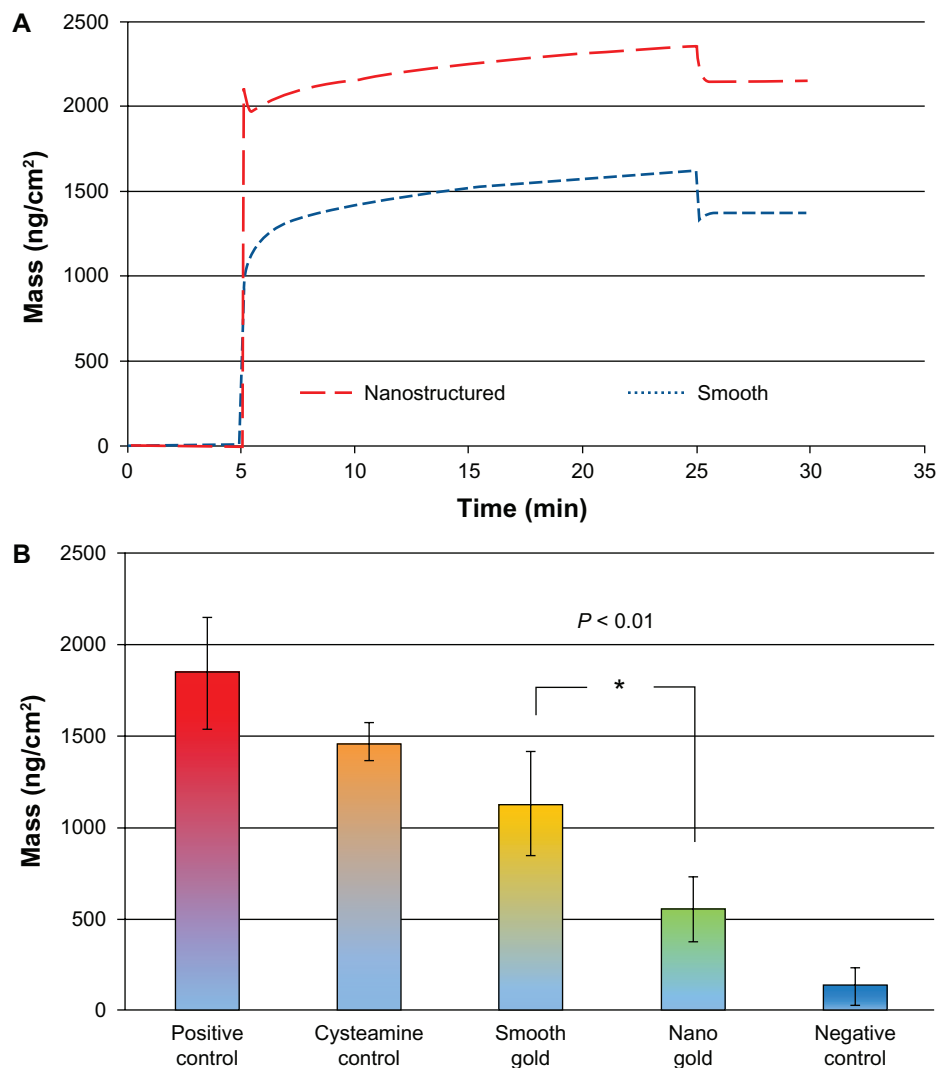 A
2500
2000
1500
1000
500
0
Mass (ng/cm²)
Nanostructured
Smooth
0 5 10 15 20 25 30 35
Time (min)
B
2500
2000
1500
1000
500
0
Mass (ng/cm²)
P < 0.01
*
Positive control
Cysteamine control
Smooth gold
Nano gold
Negative control